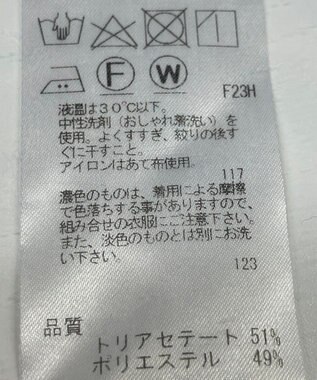 F W
F23H
液温は30℃以下。
中性洗剤(おしゃれ着洗い)を
使用。よくすすぎ、絞りの後す
ぐに干すこと。
アイロンはあて布使用。
117
濃色のものは、着用による摩擦
で色落ちする事がありますので、
組み合せの衣服にご注意下さい。
また、淡色のものとは別にお洗
い下さい。
123
品質
トリアセテート 51%
ポリエステル 49%